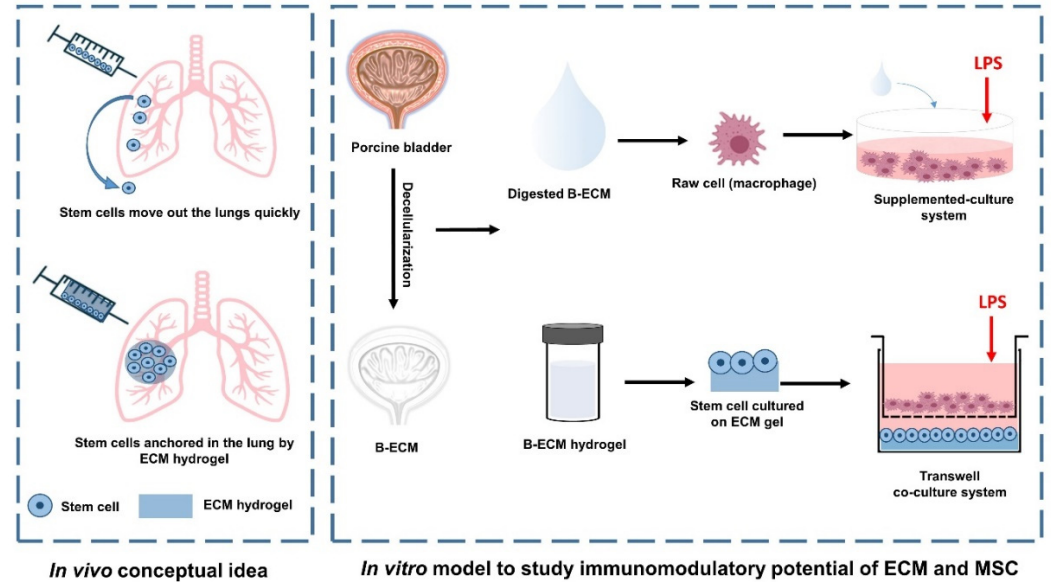 Stem cells move out the lungs quickly
Stem cells anchored in the lung by
ECM hydrogel
Stem cell
ECM hydrogel
In vivo conceptual idea
Porcine bladder
Decellularization
B-ECM
Digested B-ECM
Raw cell (macrophage)
LPS
Supplemented-culture
system
B-ECM hydrogel
Stem cell cultured
on ECM gel
LPS
Transwell
co-culture system
In vitro model to study immunomodulatory potential of ECM and MSC